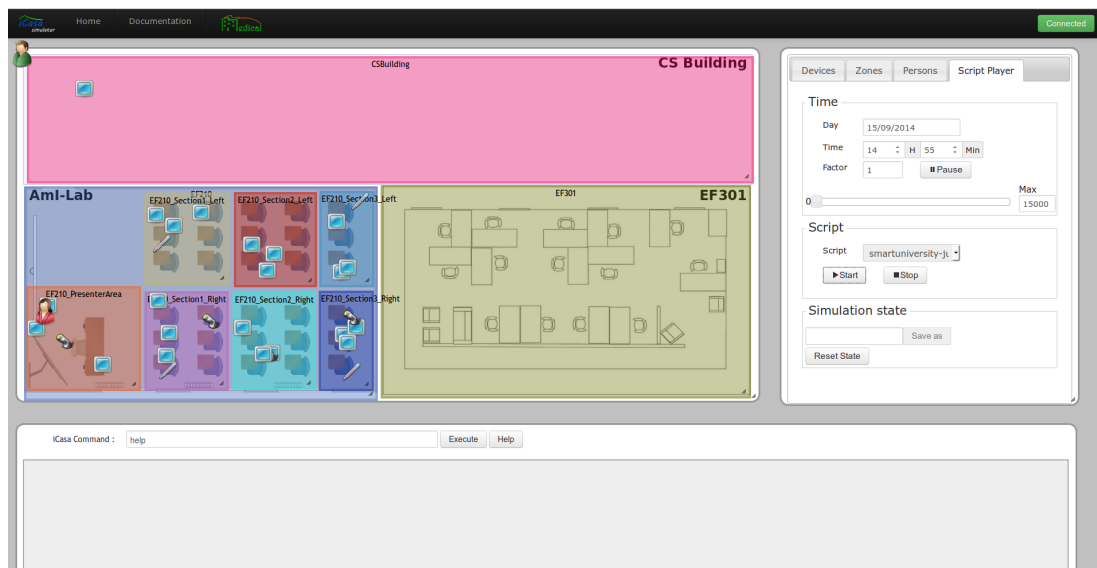 iCasa
simulator
Home
Documentation
Medical
Connected
CSBuilding
CS Building
AmI-Lab
EF210
EF210_Section1_Left
EF210_Section2_Left
EF210_Section3_Left
EF301
EF301
EF210_PresenterArea
Section1_Right
EF210_Section2_Right
EF210_Section3_Right
Devices
Zones
Persons
Script Player
Time
Day
15/09/2014
Time
14
H
55
Min
Factor
1
Pause
Max
0
15000
Script
Script
smartuniversity-ju
Start
Stop
Simulation state
Save as
Reset State
iCasa Command :
help
Execute
Help